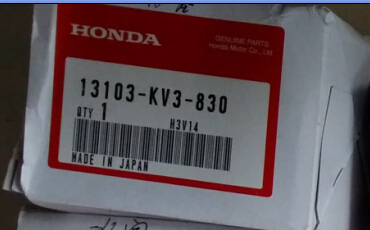 HONDA
GENUINE PARTS
Honda Motor Co., Ltd
13103-KV3-830
QTY 1
H3V14
MADE IN JAPAN